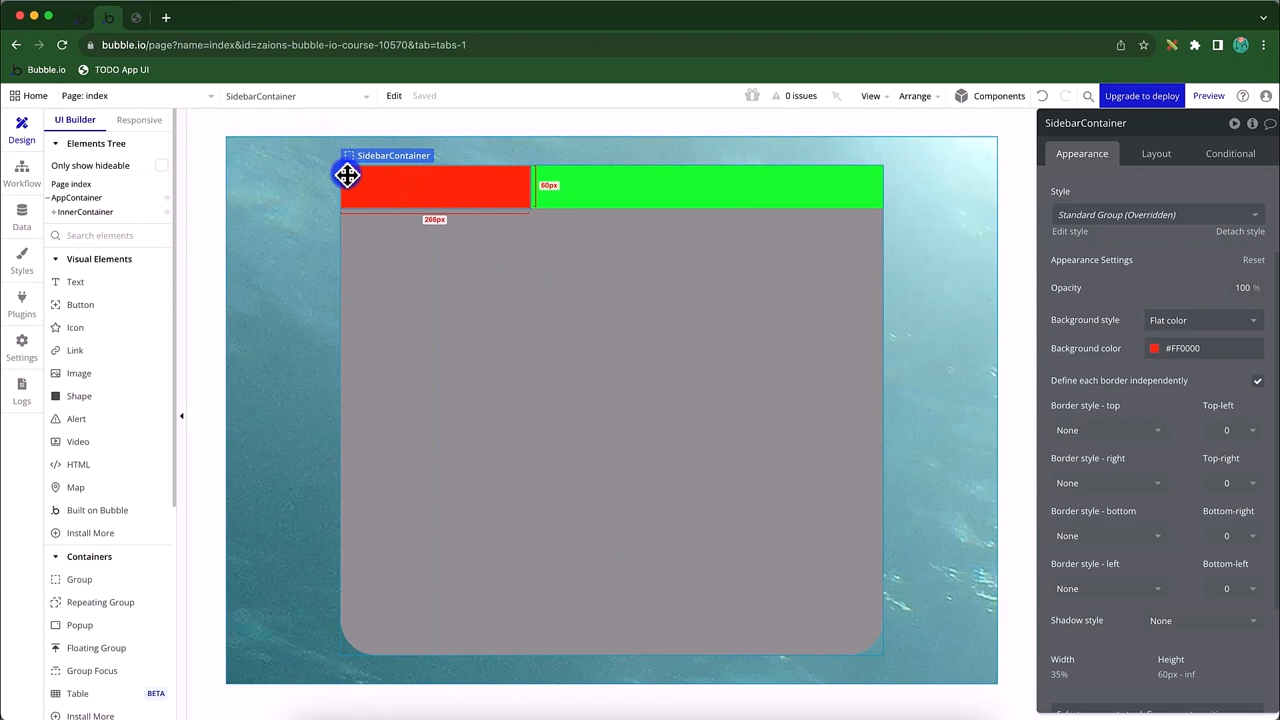 bubble.io/page?name=index&id=zaions-bubble-io-course-10570&tab=tabs-1
Bubble.io
TODO App UI
Home
Page: index
SidebarContainer
Edit
Saved
0 issues
View
Arrange
Components
Upgrade to deploy
Preview
Design
Workflow
Data
Styles
Plugins
Settings
Logs
UI Builder
Responsive
Elements Tree
Only show hideable
Page index
AppContainer
InnerContainer
Search elements
Visual Elements
Text
Button
Icon
Link
Image
Shape
Alert
Video
HTML
Map
Built on Bubble
Install More
Containers
Group
Repeating Group
Popup
Floating Group
Group Focus
Table BETA
Install More
SidebarContainer
60px
266px
SidebarContainer
Appearance
Layout
Conditional
Style
Standard Group (Overridden)
Edit style
Detach style
Appearance Settings
Reset
Opacity
100 %
Background style
Flat color
Background color
#FF0000
Define each border independently
Border style - top
Top-left
None
0
Border style - right
Top-right
None
0
Border style - bottom
Bottom-right
None
0
Border style - left
Bottom-left
None
0
Shadow style
None
Width
Height
35%
60px - inf